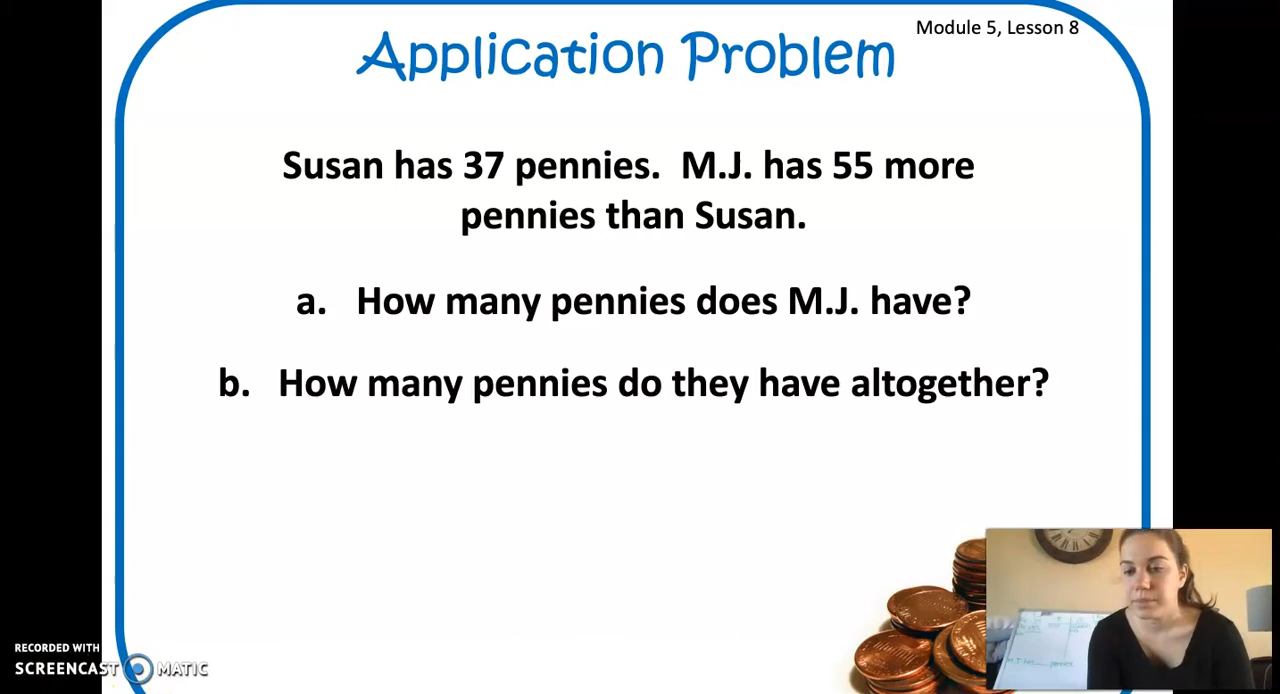 Module 5, Lesson 8
Application Problem
Susan has 37 pennies. M.J. has 55 more
pennies than Susan.
a. How many pennies does M.J. have?
b. How many pennies do they have altogether?
RECORDED WITH
SCREENCAST MATIC